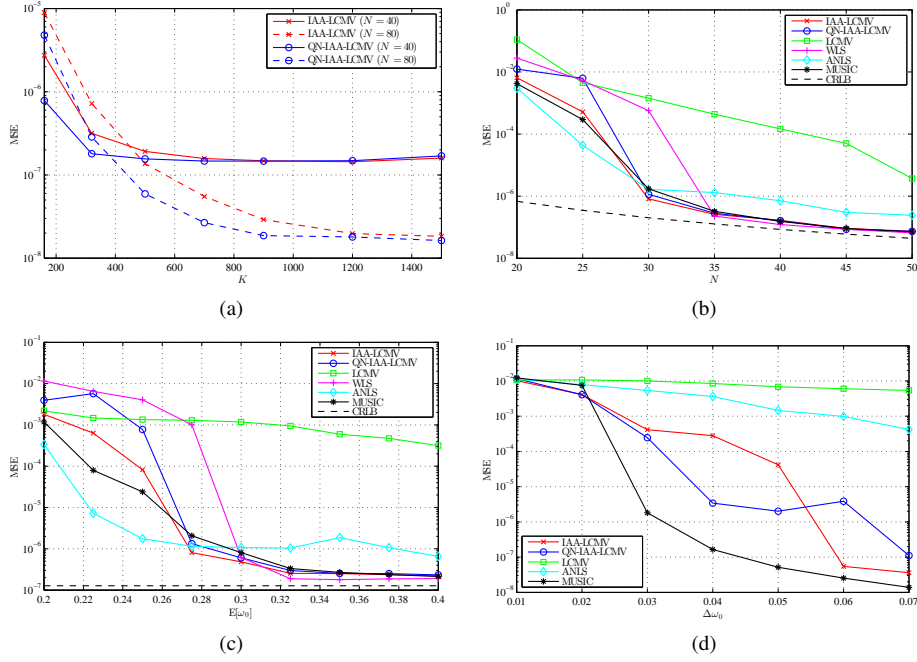 10⁻⁵
10⁻⁶
10⁻⁷
10⁻⁸
MSE
200 400 600 800 1000 1200 1400
K
IAA-LCMV (N = 40)
IAA-LCMV (N = 80)
QN-IAA-LCMV (N = 40)
QN-IAA-LCMV (N = 80)
(a)
10⁰
10⁻²
10⁻⁴
10⁻⁶
10⁻⁸
MSE
20 25 30 35 40 45 50
N
IAA-LCMV
QN-IAA-LCMV
LCMV
WLS
ANLS
MUSIC
CRLB
(b)
10⁻¹
10⁻²
10⁻³
10⁻⁴
10⁻⁵
10⁻⁶
10⁻⁷
MSE
0.2 0.22 0.24 0.26 0.28 0.3 0.32 0.34 0.36 0.38 0.4
E[ω₀]
IAA-LCMV
QN-IAA-LCMV
LCMV
WLS
ANLS
MUSIC
CRLB
(c)
10⁻¹
10⁻²
10⁻³
10⁻⁴
10⁻⁵
10⁻⁶
10⁻⁷
10⁻⁸
MSE
0.01 0.02 0.03 0.04 0.05 0.06 0.07
Δω₀
IAA-LCMV
QN-IAA-LCMV
LCMV
ANLS
MUSIC
(d)